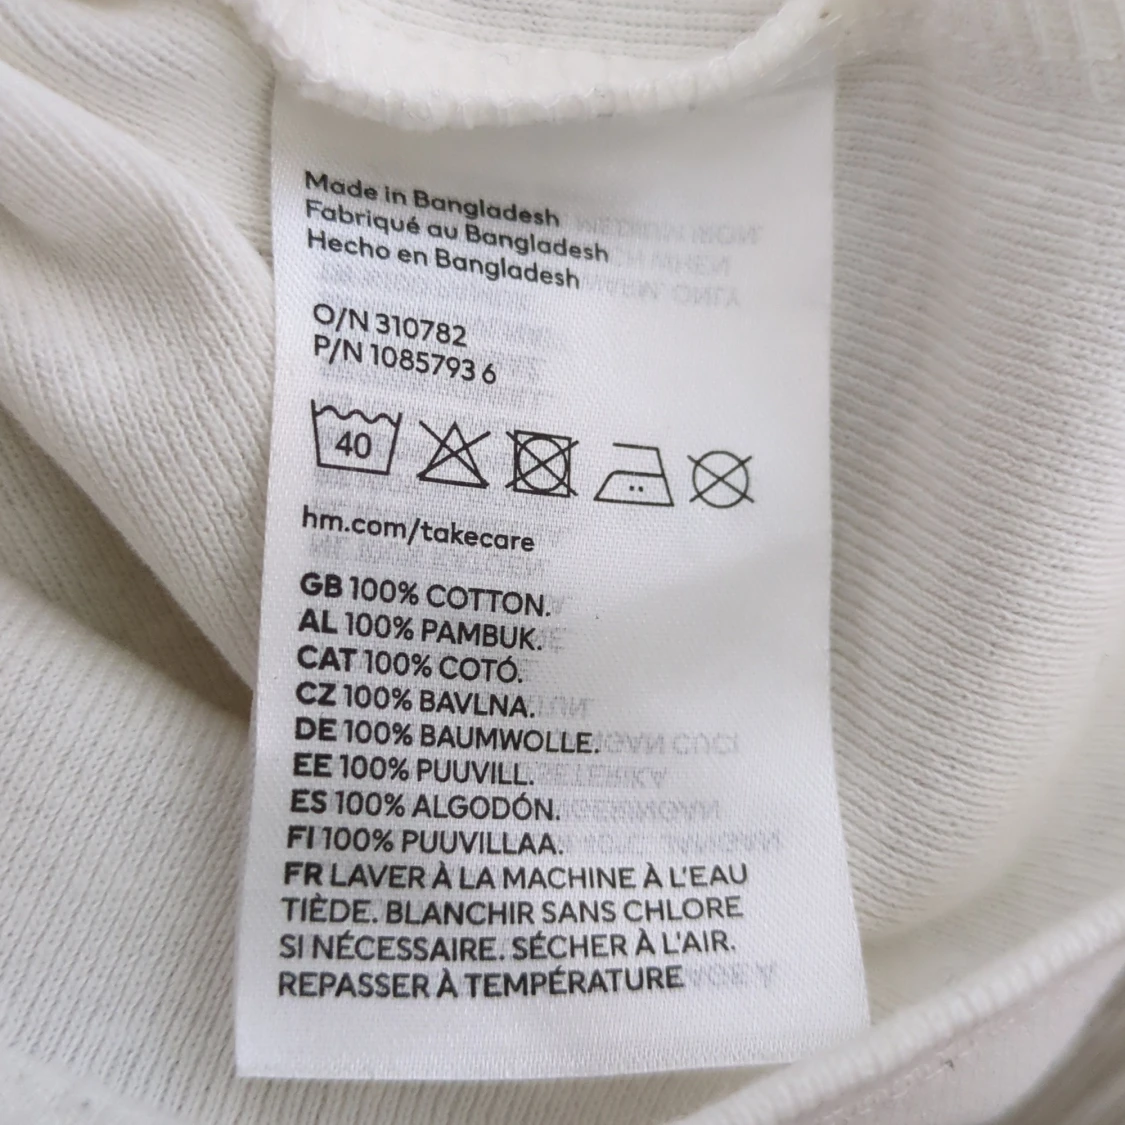 Made in Bangladesh
Fabriqué au Bangladesh
Hecho en Bangladesh
O/N 310782
P/N 1085793 6
40
hm.com/takecare
GB 100% COTTON.
AL 100% PAMBUK.
CAT 100% COTÓ.
CZ 100% BAVLNA.
DE 100% BAUMWOLLE.
EE 100% PUUVILL.
ES 100% ALGODÓN.
FI 100% PUUVILLAA.
FR LAVER À LA MACHINE À L'EAU
TIÈDE. BLANCHIR SANS CHLORE
SI NÉCESSAIRE. SÉCHER À L'AIR.
REPASSER À TEMPÉRATURE